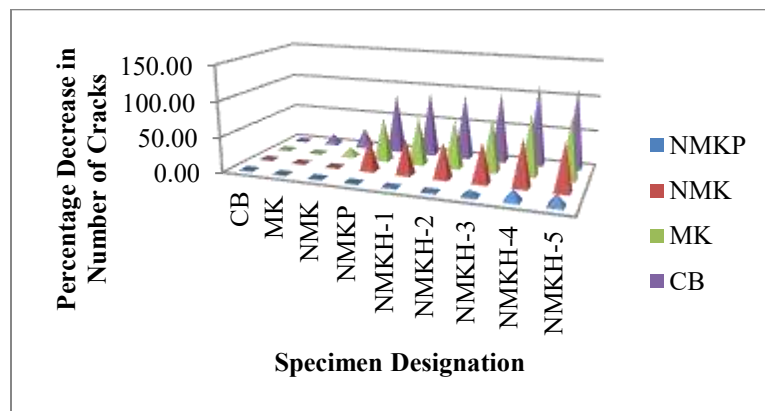 Percentage Decrease in
Number of Cracks
150.00
100.00
50.00
0.00
CB
MK
NMK
NMKP
NMKH-1
NMKH-2
NMKH-3
NMKH-4
NMKH-5
Specimen Designation
NMKP
NMK
MK
CB